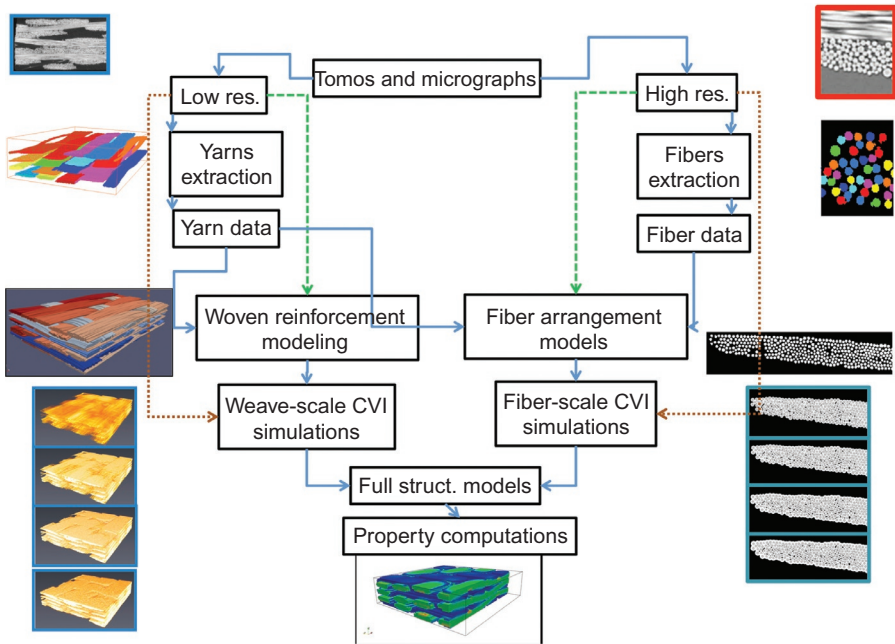 Tomos and micrographs
Low res.
High res.
Yarns
extraction
Fibers
extraction
Yarn data
Fiber data
Woven reinforcement
modeling
Fiber arrangement
models
Weave-scale CVI
simulations
Fiber-scale CVI
simulations
Full struct. models
Property computations